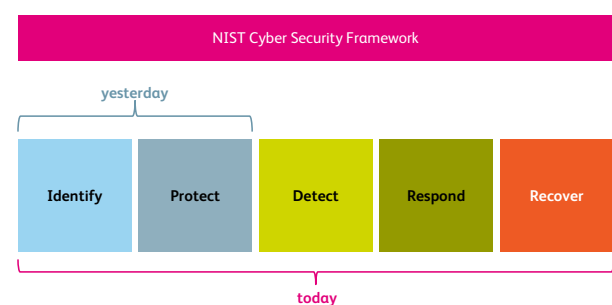 NIST Cyber Security Framework
yesterday
Identify
Protect
Detect
Respond
Recover
today